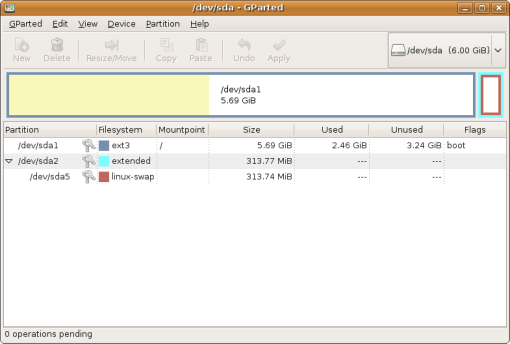 /dev/sda - GParted
GParted Edit View Device Partition Help
New Delete Resize/Move Copy Paste Undo Apply /dev/sda (6.00 GiB)
/dev/sda1
5.69 GiB
Partition Filesystem Mountpoint Size Used Unused Flags
/dev/sda1 ext3 / 5.69 GiB 2.46 GiB 3.24 GiB boot
/dev/sda2 extended 313.77 MiB --- ---
/dev/sda5 linux-swap 313.74 MiB --- ---
0 operations pending